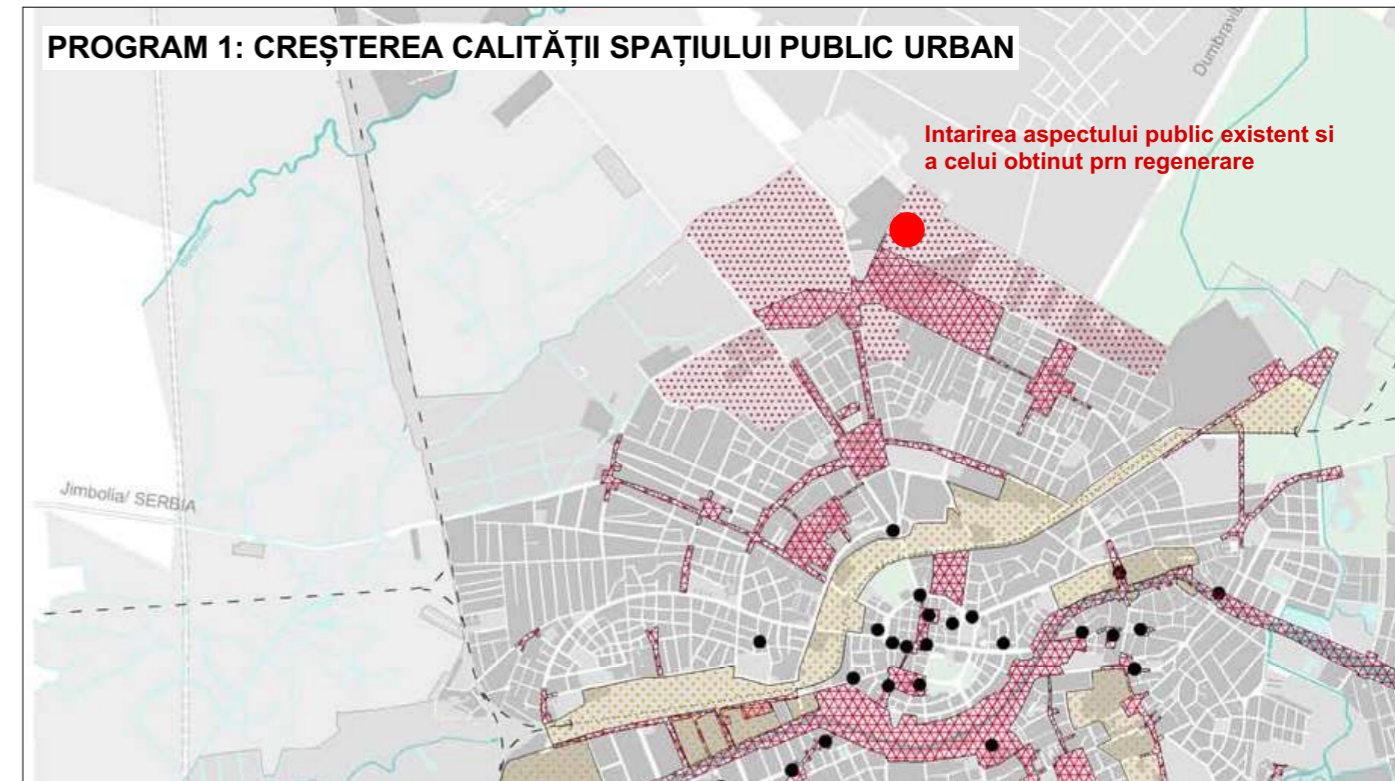 PROGRAM 1: CREȘTEREA CALITĂȚII SPAȚIULUI PUBLIC URBAN
Intarirea aspectului public existent si
a celui obtinut prn regenerare
Jimbolia/ SERBIA